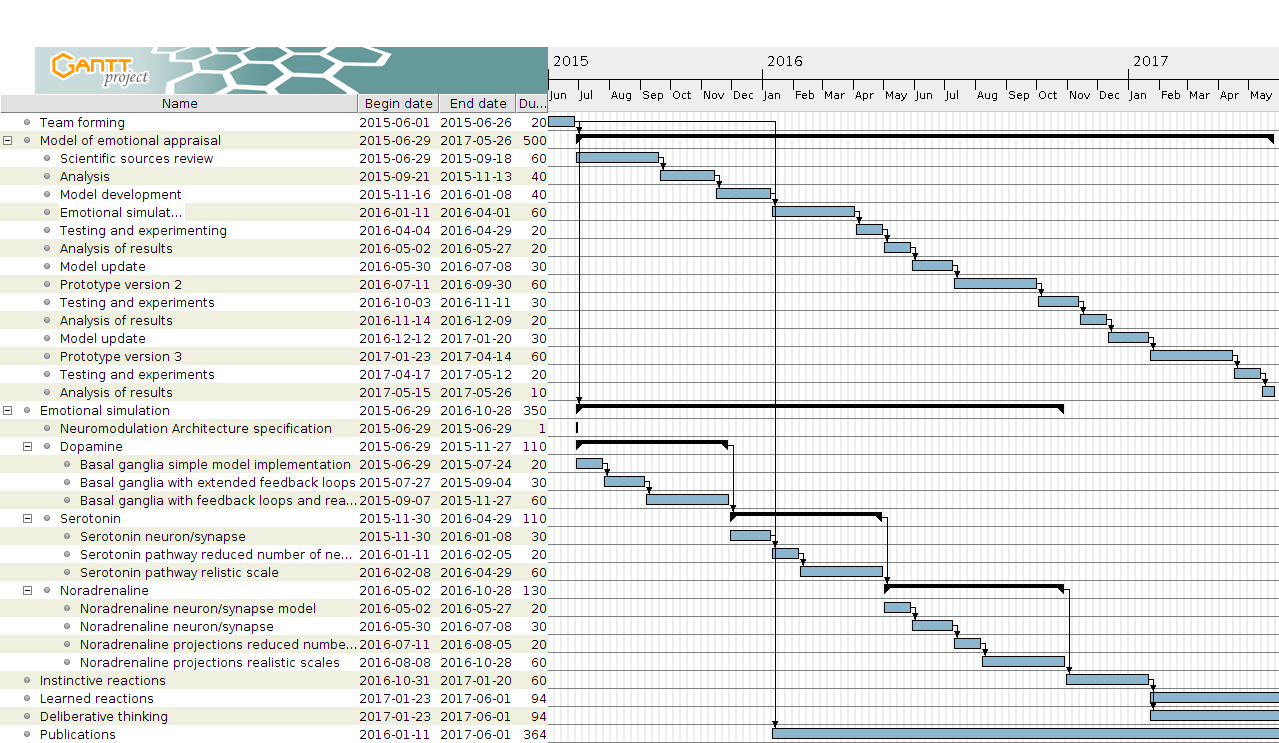 GANTT project
2015 2016 2017
Name Begin date End date Du... Jun Jul Aug Sep Oct Nov Dec Jan Feb Mar Apr May Jun Jul Aug Sep Oct Nov Dec Jan Feb Mar Apr May
Team forming 2015-06-01 2015-06-26 20
Model of emotional appraisal 2015-06-29 2017-05-26 500
Scientific sources review 2015-06-29 2015-09-18 60
Analysis 2015-09-21 2015-11-13 40
Model development 2015-11-16 2016-01-08 40
Emotional simulat... 2016-01-11 2016-04-01 60
Testing and experimenting 2016-04-04 2016-04-29 20
Analysis of results 2016-05-02 2016-05-27 20
Model update 2016-05-30 2016-07-08 30
Prototype version 2 2016-07-11 2016-09-30 60
Testing and experiments 2016-10-03 2016-11-11 30
Analysis of results 2016-11-14 2016-12-09 20
Model update 2016-12-12 2017-01-20 30
Prototype version 3 2017-01-23 2017-04-14 60
Testing and experiments 2017-04-17 2017-05-12 20
Analysis of results 2017-05-15 2017-05-26 10
Emotional simulation 2015-06-29 2016-10-28 350
Neuromodulation Architecture specification 2015-06-29 2015-06-29 1
Dopamine 2015-06-29 2015-11-27 110
Basal ganglia simple model implementation 2015-06-29 2015-07-24 20
Basal ganglia with extended feedback loops 2015-07-27 2015-09-04 30
Basal ganglia with feedback loops and rea... 2015-09-07 2015-11-27 60
Serotonin 2015-11-30 2016-04-29 110
Serotonin neuron/synapse 2015-11-30 2016-01-08 30
Serotonin pathway reduced number of ne... 2016-01-11 2016-02-05 20
Serotonin pathway relistic scale 2016-02-08 2016-04-29 60
Noradrenaline 2016-05-02 2016-10-28 130
Noradrenaline neuron/synapse model 2016-05-02 2016-05-27 20
Noradrenaline neuron/synapse 2016-05-30 2016-07-08 30
Noradrenaline projections reduced numbe... 2016-07-11 2016-08-05 20
Noradrenaline projections realistic scales 2016-08-08 2016-10-28 60
Instinctive reactions 2016-10-31 2017-01-20 60
Learned reactions 2017-01-23 2017-06-01 94
Deliberative thinking 2017-01-23 2017-06-01 94
Publications 2016-01-11 2017-06-01 364